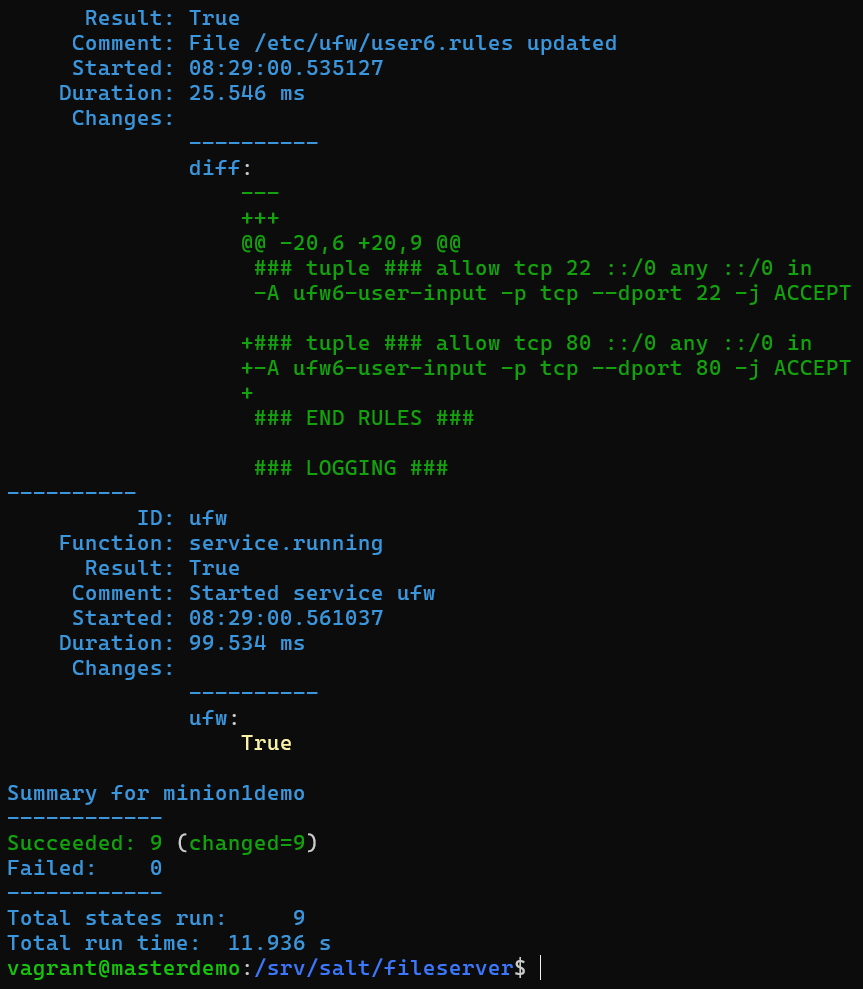 Result: True
     Comment: File /etc/ufw/user6.rules updated
     Started: 08:29:00.535127
    Duration: 25.546 ms
     Changes:
              ----------
              diff:
                  ---
                  +++
                  @@ -20,6 +20,9 @@
                   ### tuple ### allow tcp 22 ::/0 any ::/0 in
                   -A ufw6-user-input -p tcp --dport 22 -j ACCEPT

                  +### tuple ### allow tcp 80 ::/0 any ::/0 in
                  +-A ufw6-user-input -p tcp --dport 80 -j ACCEPT
                  +
                   ### END RULES ###

                   ### LOGGING ###
----------
          ID: ufw
    Function: service.running
      Result: True
     Comment: Started service ufw
     Started: 08:29:00.561037
    Duration: 99.534 ms
     Changes:
              ----------
              ufw:
                  True

Summary for minion1demo
------------
Succeeded: 9 (changed=9)
Failed:    0
------------
Total states run:     9
Total run time:  11.936 s
vagrant@masterdemo:/srv/salt/fileserver$